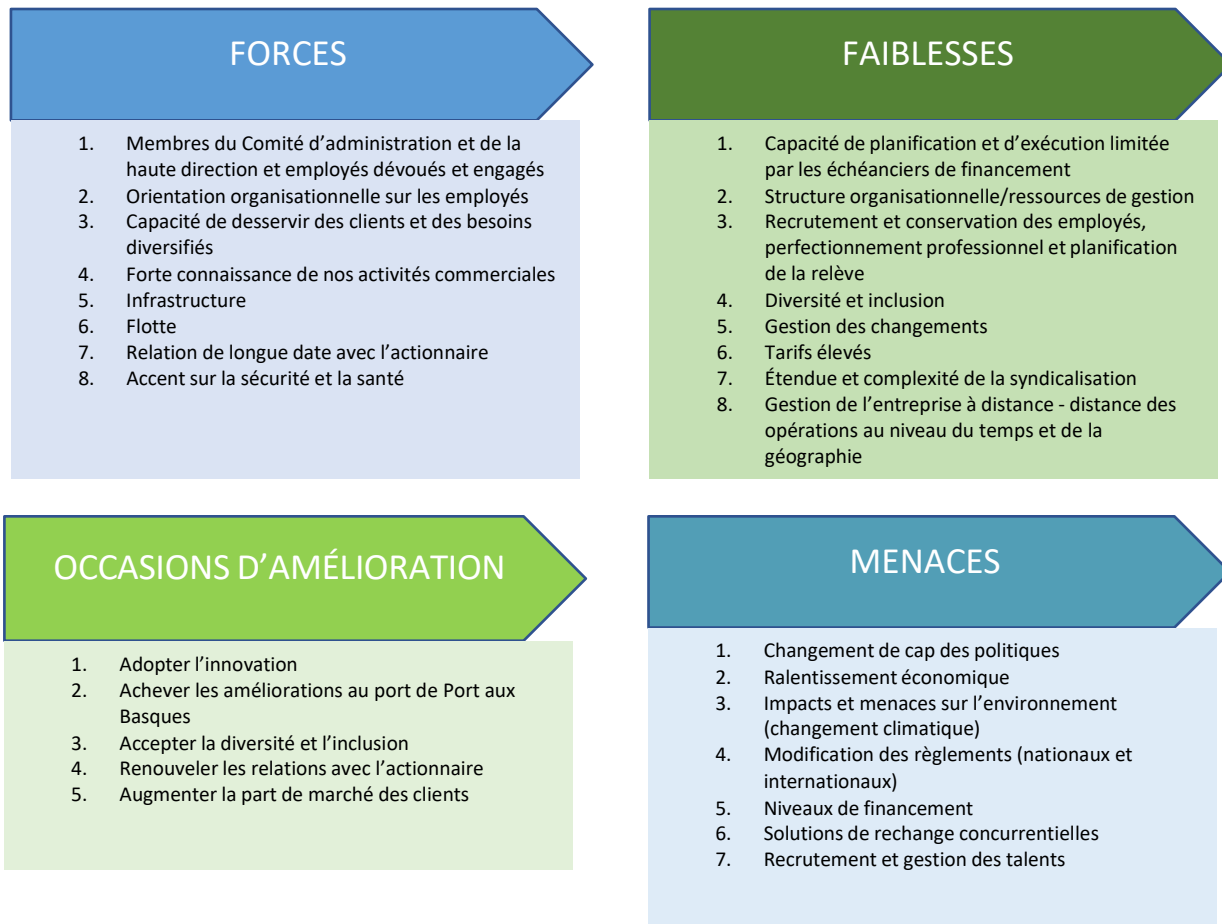 FORCES
1. Membres du Comité d’administration et de la
haute direction et employés dévoués et engagés
2. Orientation organisationnelle sur les employés
3. Capacité de desservir des clients et des besoins
diversifiés
4. Forte connaissance de nos activités commerciales
5. Infrastructure
6. Flotte
7. Relation de longue date avec l’actionnaire
8. Accent sur la sécurité et la santé
FAIBLESSES
1. Capacité de planification et d’exécution limitée
par les échéanciers de financement
2. Structure organisationnelle/ressources de gestion
3. Recrutement et conservation des employés,
perfectionnement professionnel et planification
de la relève
4. Diversité et inclusion
5. Gestion des changements
6. Tarifs élevés
7. Étendue et complexité de la syndicalisation
8. Gestion de l’entreprise à distance - distance des
opérations au niveau du temps et de la
géographie
OCCASIONS D’AMÉLIORATION
1. Adopter l’innovation
2. Achever les améliorations au port de Port aux
Basques
3. Accepter la diversité et l’inclusion
4. Renouveler les relations avec l’actionnaire
5. Augmenter la part de marché des clients
MENACES
1. Changement de cap des politiques
2. Ralentissement économique
3. Impacts et menaces sur l’environnement
(changement climatique)
4. Modification des règlements (nationaux et
internationaux)
5. Niveaux de financement
6. Solutions de rechange concurrentielles
7. Recrutement et gestion des talents